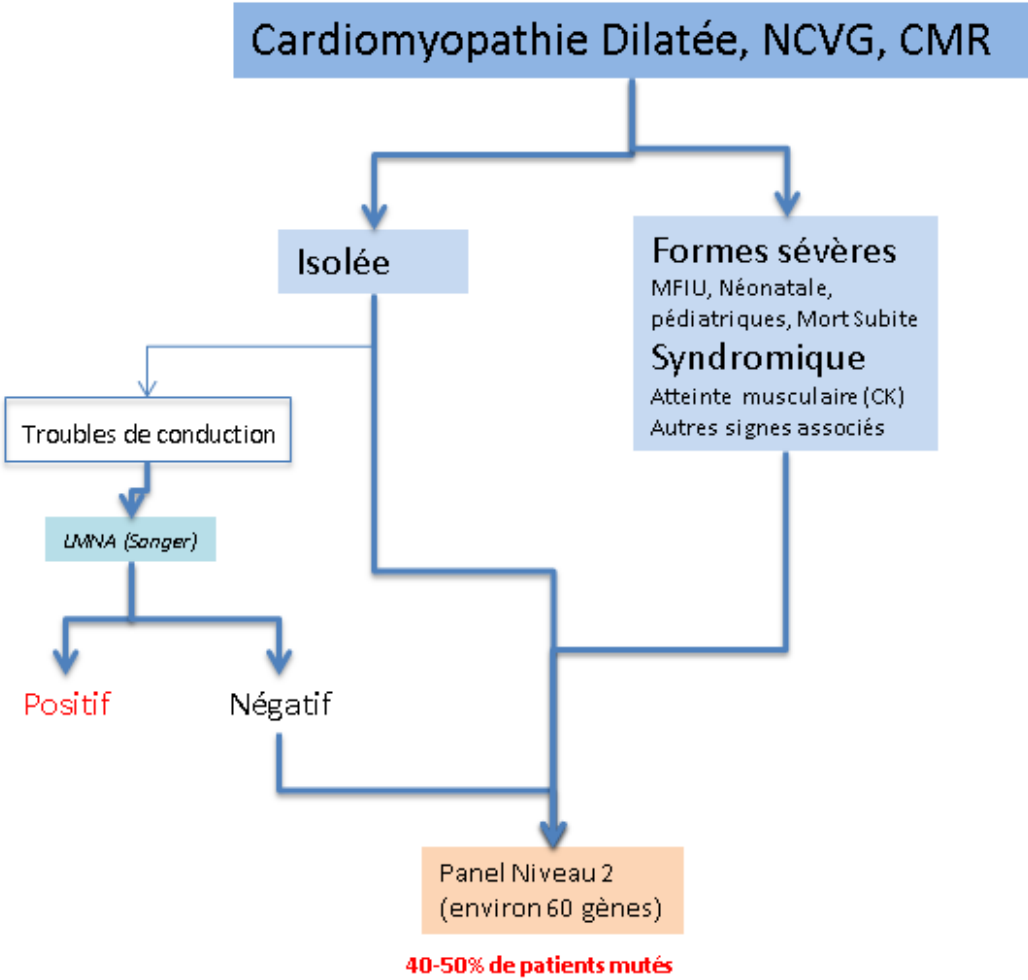 Cardiomyopathie Dilatée, NCVG, CMR
Isolée
Formes sévères
MFIU, Néonatale,
pédiatriques, Mort Subite
Syndromique
Atteinte musculaire (CK)
Autres signes associés
Troubles de conduction
LMNA (Sanger)
Positif
Négatif
Panel Niveau 2
(environ 60 gènes)
40-50% de patients mutés